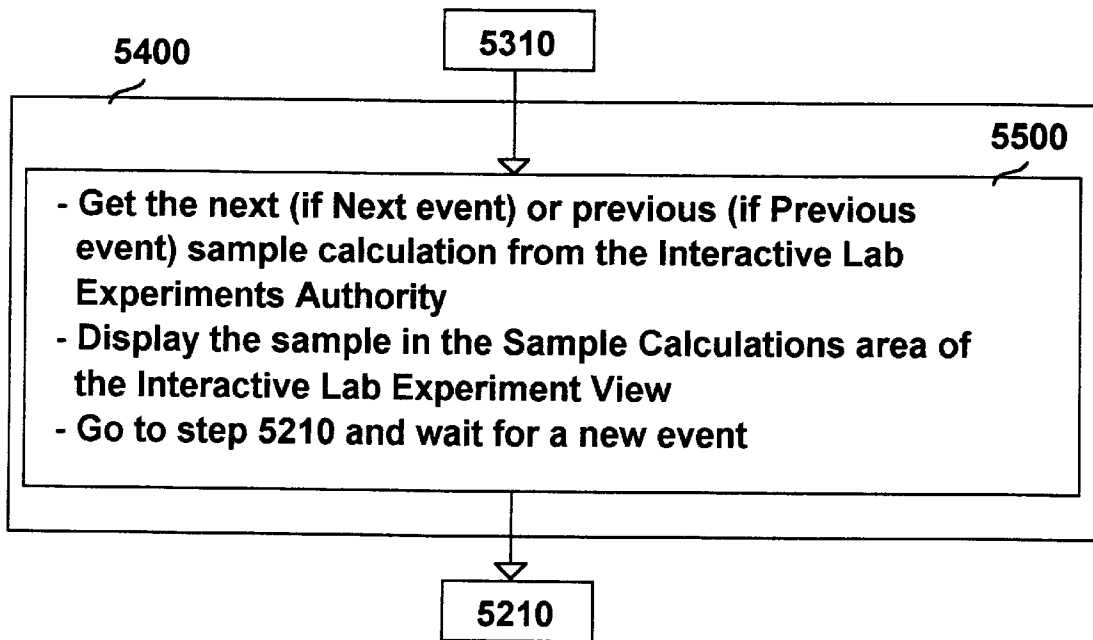 5400
5310
5500
- Get the next (if Next event) or previous (if Previous
event) sample calculation from the Interactive Lab
Experiments Authority
- Display the sample in the Sample Calculations area of
the Interactive Lab Experiment View
- Go to step 5210 and wait for a new event
5210